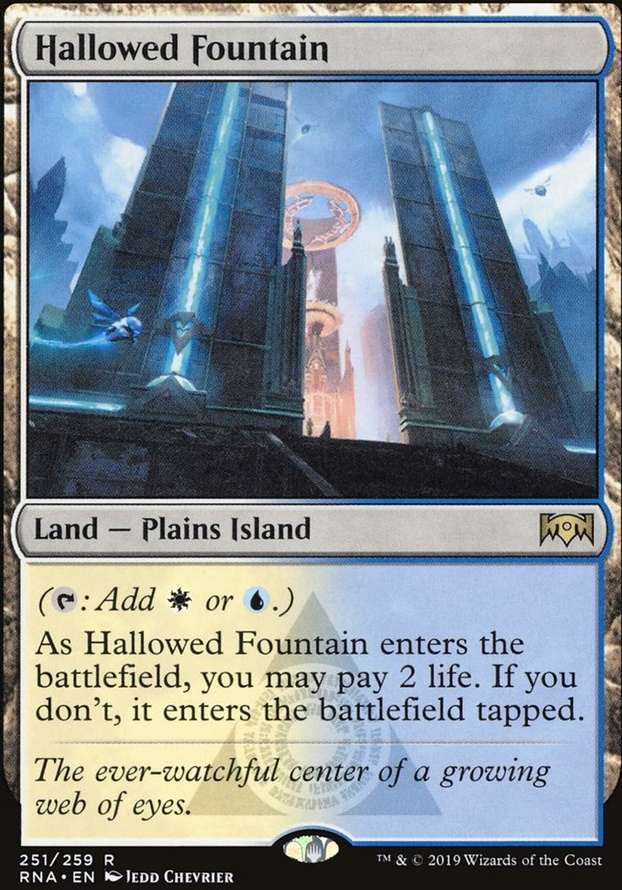 Hallowed Fountain
Land — Plains Island
(: Add or .)
As Hallowed Fountain enters the
battlefield, you may pay 2 life. If you
don't, it enters the battlefield tapped.
The ever-watchful center of a growing
web of eyes.
251/259 R
RNA • EN Jedd Chevrier
™ & © 2019 Wizards of the Coast